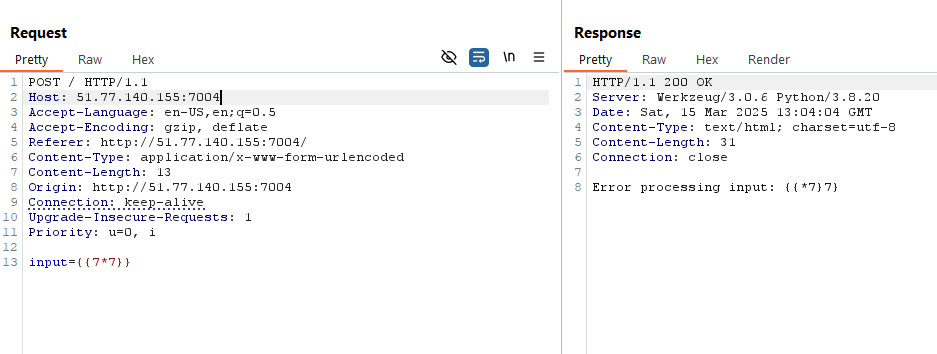 Request
Pretty Raw Hex
\n
1 POST / HTTP/1.1
2 Host: 51.77.140.155:7004
3 Accept-Language: en-US,en;q=0.5
4 Accept-Encoding: gzip, deflate
5 Referer: http://51.77.140.155:7004/
6 Content-Type: application/x-www-form-urlencoded
7 Content-Length: 13
8 Origin: http://51.77.140.155:7004
9 Connection: keep-alive
10 Upgrade-Insecure-Requests: 1
11 Priority: u=0, i
12
13 input={{7*7}}
Response
Pretty Raw Hex Render
1 HTTP/1.1 200 OK
2 Server: Werkzeug/3.0.6 Python/3.8.20
3 Date: Sat, 15 Mar 2025 13:04:04 GMT
4 Content-Type: text/html; charset=utf-8
5 Content-Length: 31
6 Connection: close
7
8 Error processing input: {{*7}7}